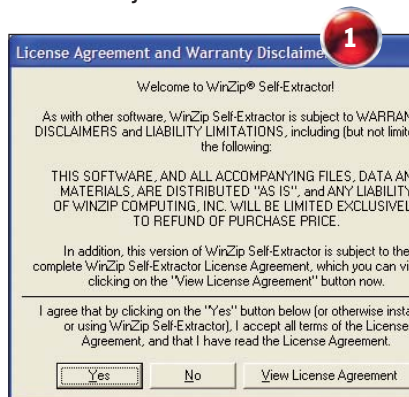 1
License Agreement and Warranty Disclaime
Welcome to WinZip® Self-Extractor!
As with other software, WinZip Self-Extractor is subject to WARRAN
DISCLAIMERS and LIABILITY LIMITATIONS, including (but not limite
the following:
THIS SOFTWARE, AND ALL ACCOMPANYING FILES, DATA AN
MATERIALS, ARE DISTRIBUTED "AS IS", and ANY LIABILITY
OF WINZIP COMPUTING, INC. WILL BE LIMITED EXCLUSIVEL
TO REFUND OF PURCHASE PRICE.
In addition, this version of WinZip Self-Extractor is subject to the
complete WinZip Self-Extractor License Agreement, which you can vi
clicking on the "View License Agreement" button now.
I agree that by clicking on the "Yes" button below (or otherwise insta
or using WinZip Self-Extractor), I accept all terms of the License
Agreement, and that I have read the License Agreement.
Yes No View License Agreement